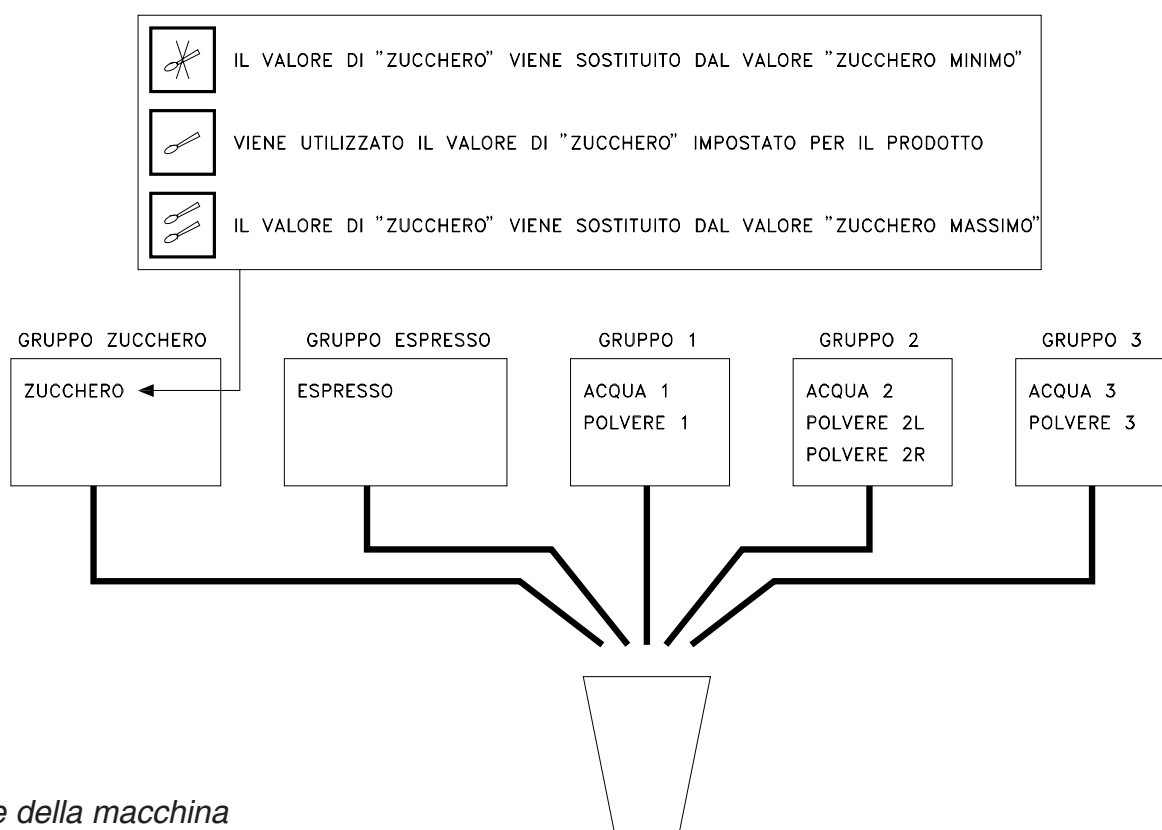 IL VALORE DI "ZUCCHERO" VIENE SOSTITUITO DAL VALORE "ZUCCHERO MINIMO"
VIENE UTILIZZATO IL VALORE DI "ZUCCHERO" IMPOSTATO PER IL PRODOTTO
IL VALORE DI "ZUCCHERO" VIENE SOSTITUITO DAL VALORE "ZUCCHERO MASSIMO"
GRUPPO ZUCCHERO
ZUCCHERO
GRUPPO ESPRESSO
ESPRESSO
GRUPPO 1
ACQUA 1
POLVERE 1
GRUPPO 2
ACQUA 2
POLVERE 2L
POLVERE 2R
GRUPPO 3
ACQUA 3
POLVERE 3
e della macchina